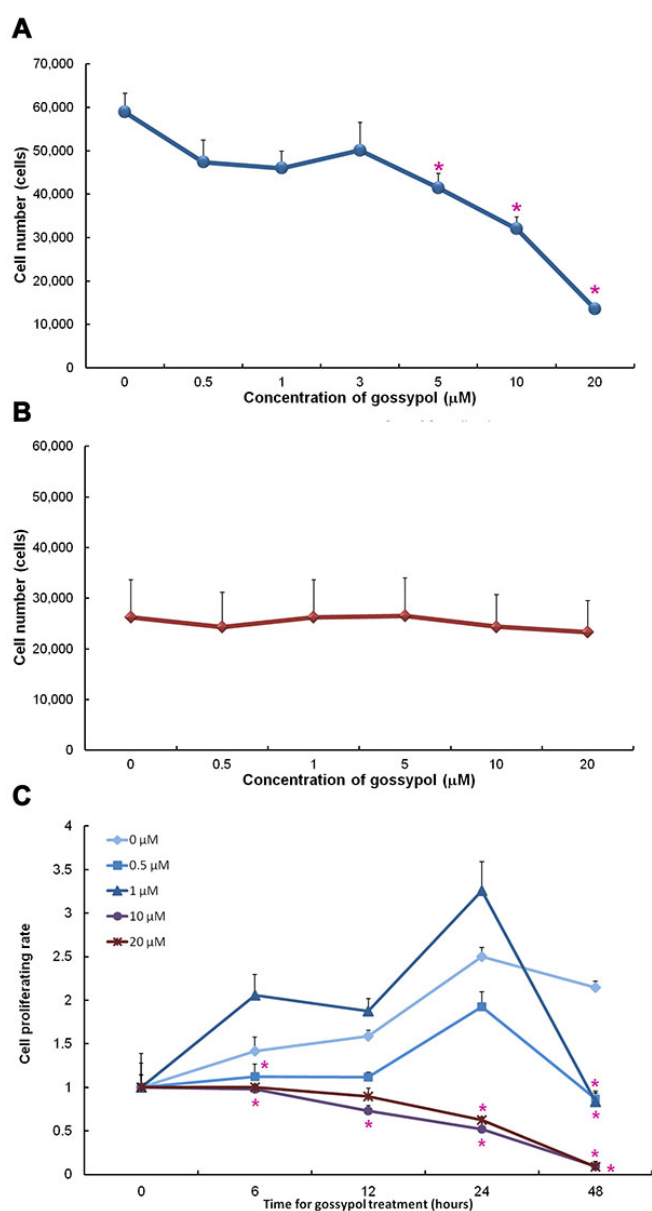 A
70,000
60,000
50,000
40,000
30,000
20,000
10,000
0
Cell number (cells)
*
*
*
0 0.5 1 3 5 10 20
Concentration of gossypol (μM)
B
60,000
50,000
40,000
30,000
20,000
10,000
0
Cell number (cells)
0 0.5 1 5 10 20
Concentration of gossypol (μM)
C
4
3.5
3
2.5
2
1.5
1
0.5
0
Cell proliferating rate
0 μM
0.5 μM
1 μM
10 μM
20 μM
*
*
*
*
*
*
*
*
*
0 6 12 24 48
Time for gossypol treatment (hours)